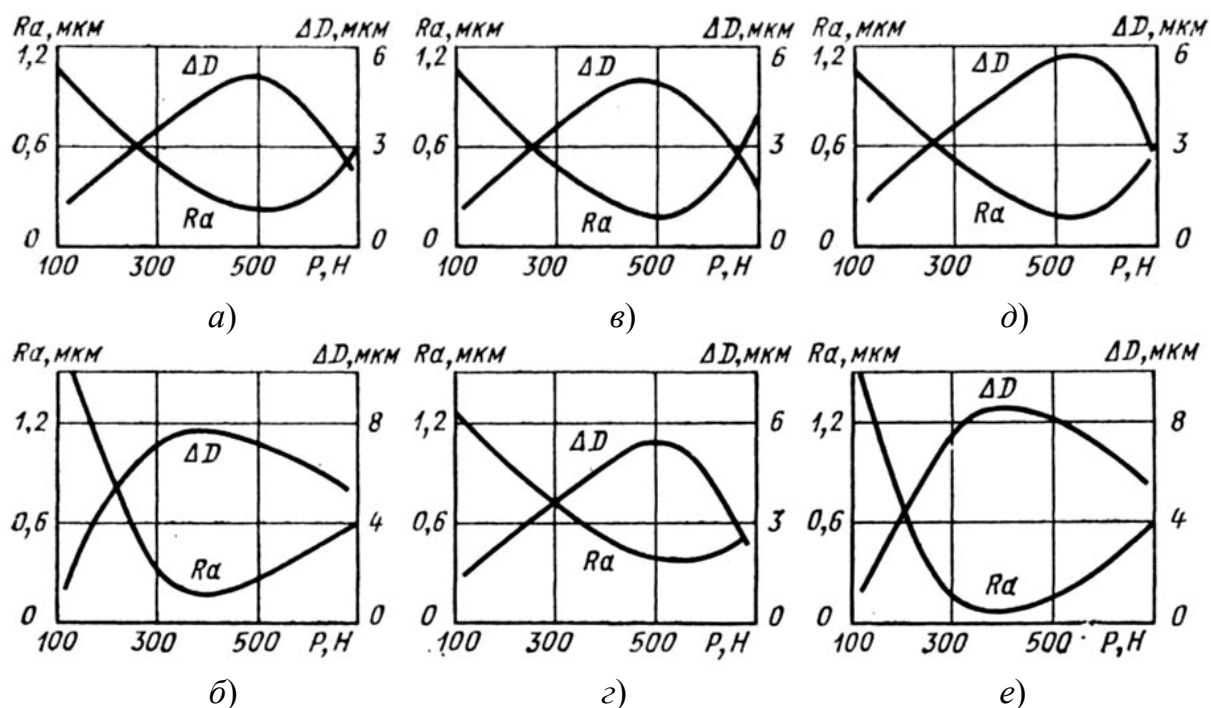 Ra, мкм ΔD, мкм Ra, мкм ΔD, мкм Ra, мкм ΔD, мкм
1,2 6 1,2 6 1,2 6
ΔD ΔD ΔD
0,6 3 0,6 3 0,6 3
Ra Ra Ra
0 0 0 0 0 0
100 300 500 P, H 100 300 500 P, H 100 300 500 P, H
а) в) д)
Ra, мкм ΔD, мкм Ra, мкм ΔD, мкм Ra, мкм ΔD, мкм
1,2 8 1,2 6 1,2 8
ΔD ΔD ΔD
0,6 4 0,6 3 0,6 4
Ra Ra Ra
0 0 0 0 0 0
100 300 500 P, H 100 300 500 P, H 100 300 500 P, H
б) г) е)